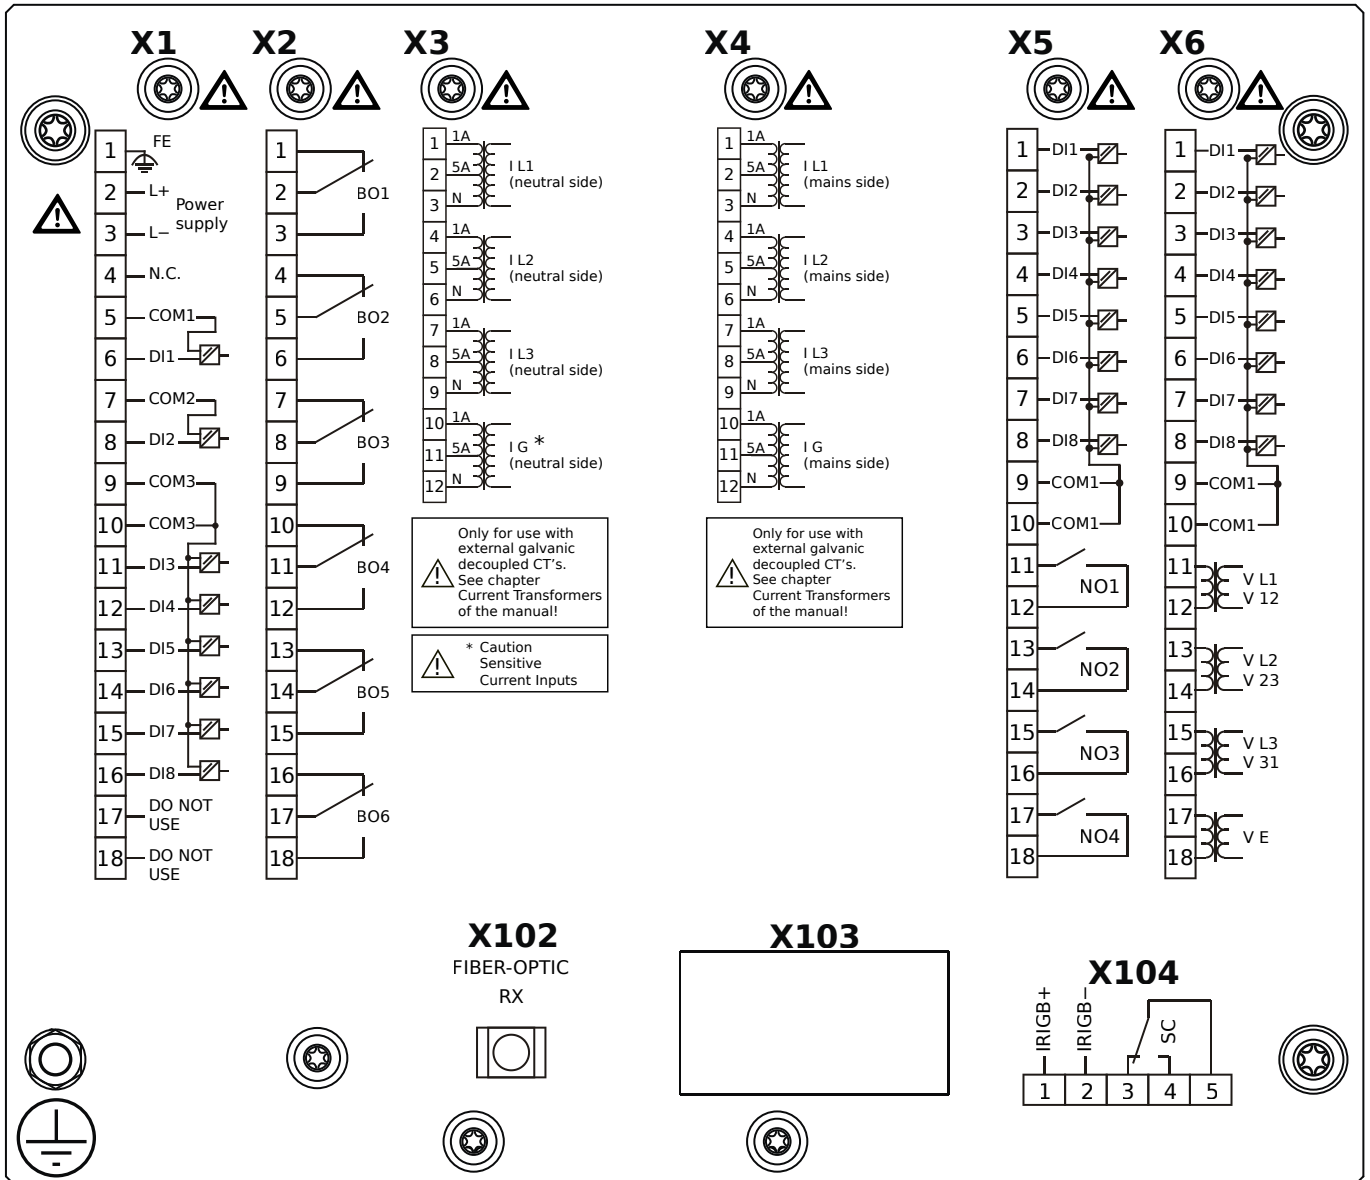 X1
X2
X3
X4
X5
X6
1 FE
2 L+
Power
supply
3 L−
4 N.C.
5 COM1
6 DI1
7 COM2
8 DI2
9 COM3
10 COM3
11 DI3
12 DI4
13 DI5
14 DI6
15 DI7
16 DI8
17 DO NOT
USE
18 DO NOT
USE
1
2 BO1
3
4
5 BO2
6
7
8 BO3
9
10
11 BO4
12
13
14 BO5
15
16
17 BO6
18
1 1A
2 5A I L1
(neutral side)
3 N
4 1A
5 5A I L2
(neutral side)
6 N
7 1A
8 5A I L3
(neutral side)
9 N
10 1A
11 5A I G *
(neutral side)
12 N
Only for use with
external galvanic
decoupled CT's.
See chapter
Current Transformers
of the manual!
* Caution
Sensitive
Current Inputs
1 1A
2 5A I L1
(mains side)
3 N
4 1A
5 5A I L2
(mains side)
6 N
7 1A
8 5A I L3
(mains side)
9 N
10 1A
11 5A I G
(mains side)
12 N
Only for use with
external galvanic
decoupled CT's.
See chapter
Current Transformers
of the manual!
1 DI1
2 DI2
3 DI3
4 DI4
5 DI5
6 DI6
7 DI7
8 DI8
9 COM1
10 COM1
11
NO1
12
13
NO2
14
15
NO3
16
17
NO4
18
1 DI1
2 DI2
3 DI3
4 DI4
5 DI5
6 DI6
7 DI7
8 DI8
9 COM1
10 COM1
11 V L1
12 V 12
13 V L2
14 V 23
15 V L3
16 V 31
17
V E
18
X102
FIBER-OPTIC
RX
X103
X104
IRIGB+
IRIGB−
SC
1 2 3 4 5